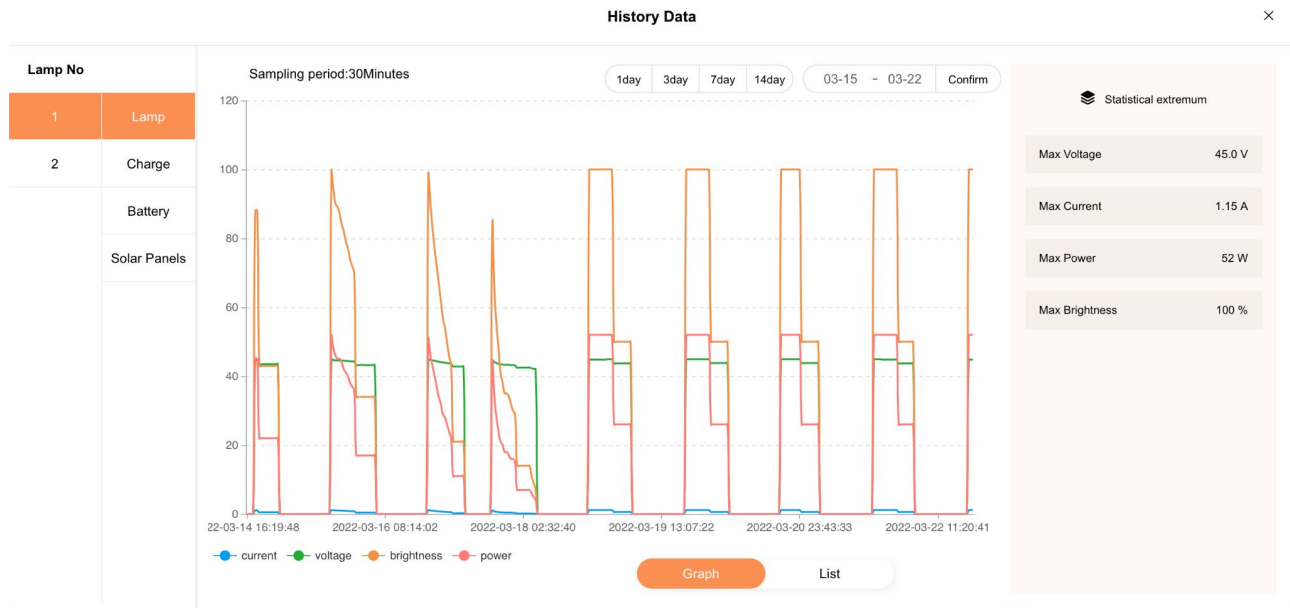 History Data
Lamp No
1
Lamp
2
Charge
Battery
Solar Panels
Sampling period:30Minutes
1day 3day 7day 14day
03-15 - 03-22 Confirm
120
100
80
60
40
20
0
22-03-14 16:19:48 2022-03-16 08:14:02 2022-03-18 02:32:40 2022-03-19 13:07:22 2022-03-20 23:43:33 2022-03-22 11:20:41
current voltage brightness power
Graph List
Statistical extremum
Max Voltage 45.0 V
Max Current 1.15 A
Max Power 52 W
Max Brightness 100 %